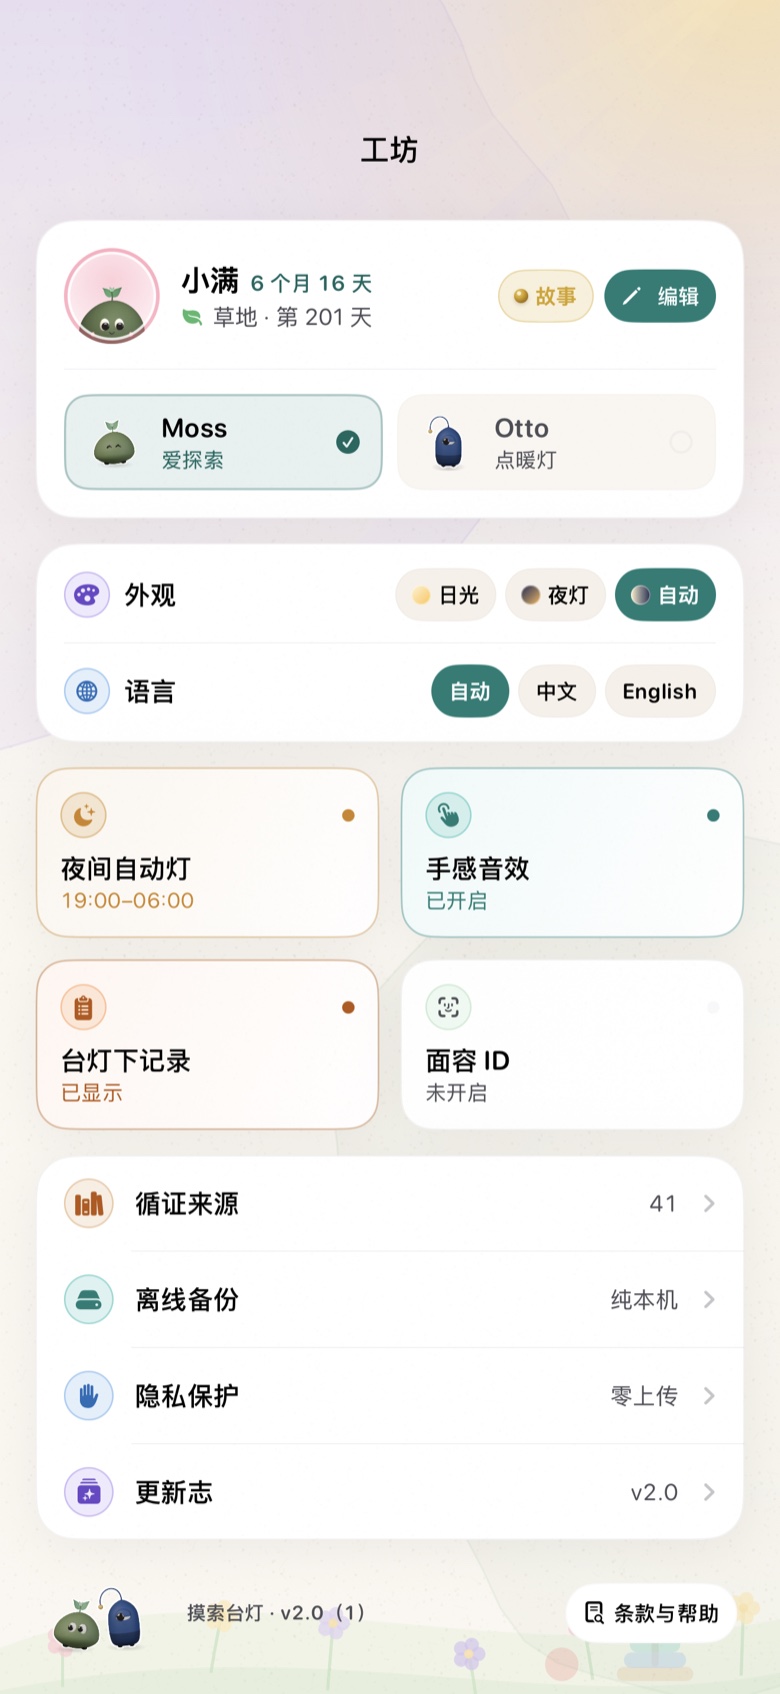 工坊
小满 6 个月 16 天
草地 · 第 201 天
故事
编辑
Moss
爱探索
Otto
点暖灯
外观
日光
夜灯
自动
语言
自动
中文
English
夜间自动灯
19:00–06:00
手感音效
已开启
台灯下记录
已显示
面容 ID
未开启
循证来源
41
离线备份
纯本机
隐私保护
零上传
更新志
v2.0
摸索台灯 · v2.0（1）
条款与帮助